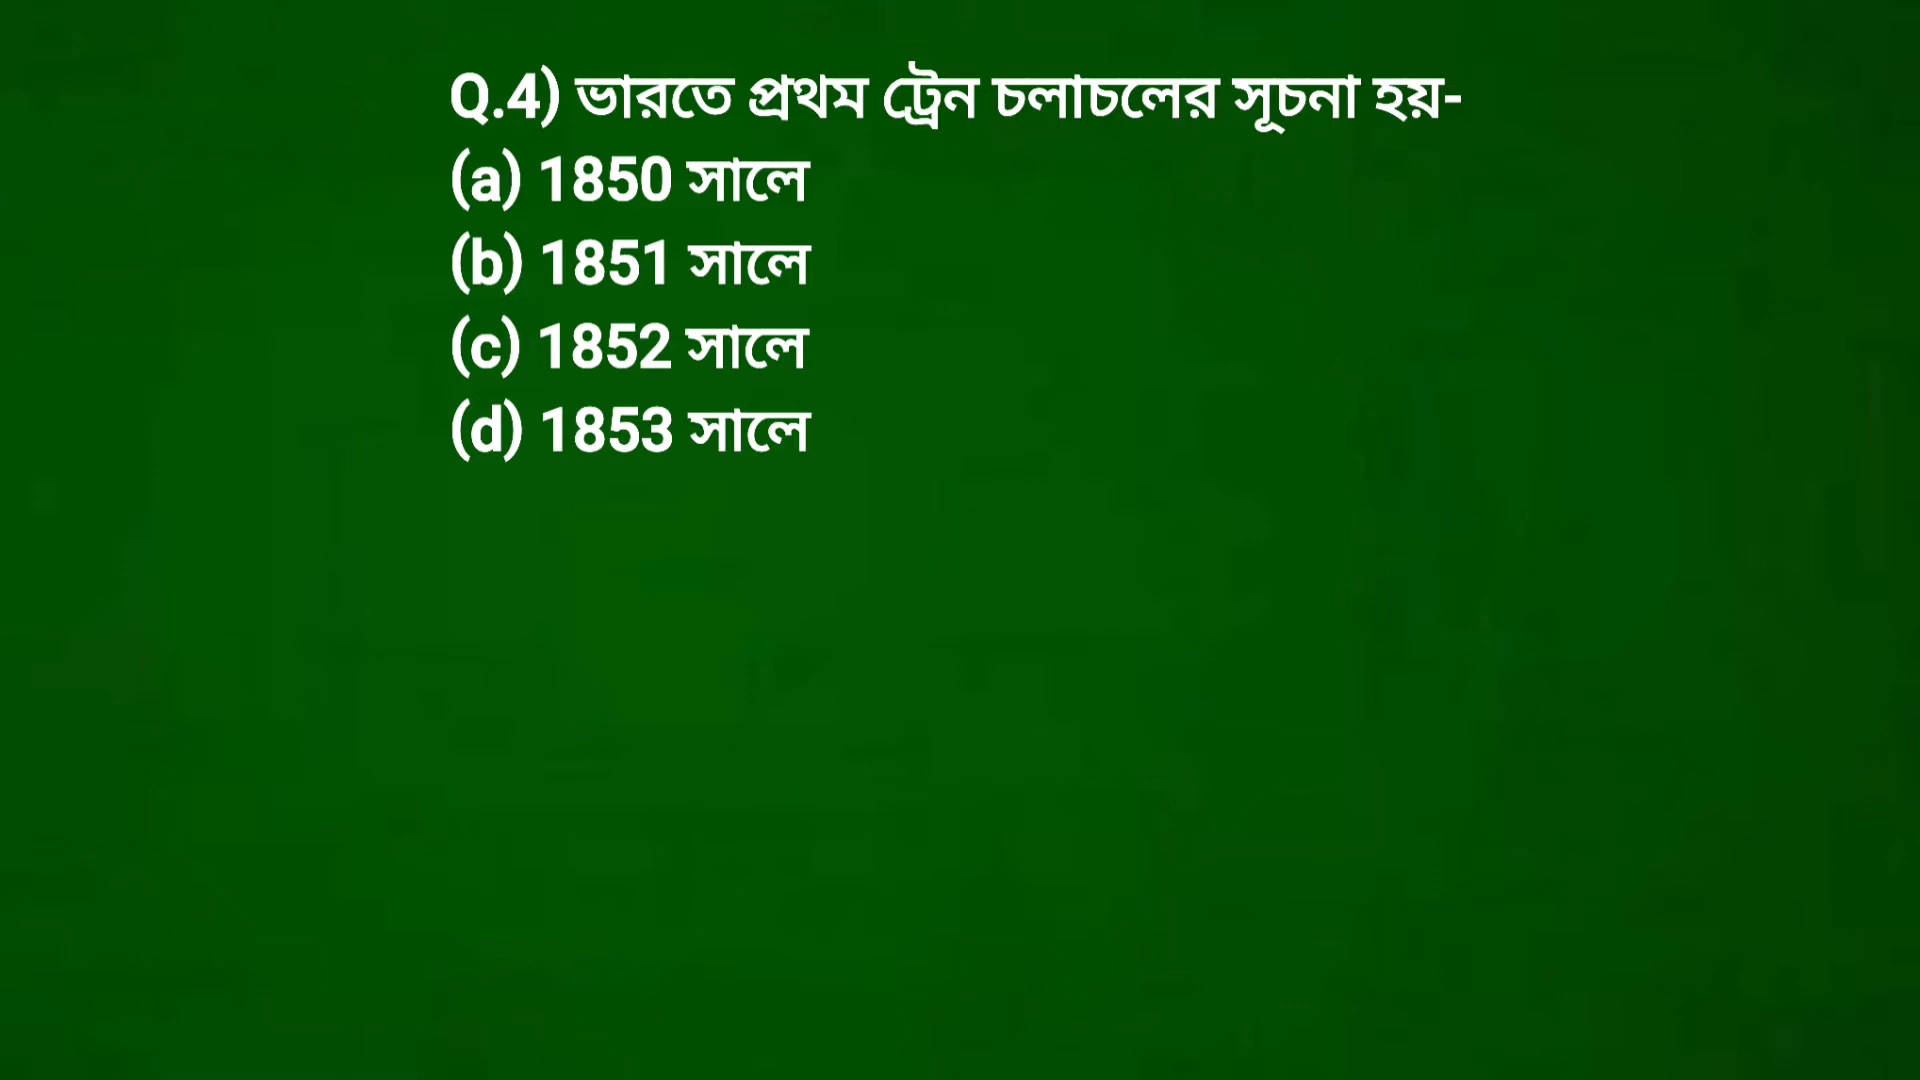 Q.4) ভারতে প্রথম ট্রেন চলাচলের সূচনা হয়-
(a) 1850 সালে
(b) 1851 সালে
(c) 1852 সালে
(d) 1853 সালে